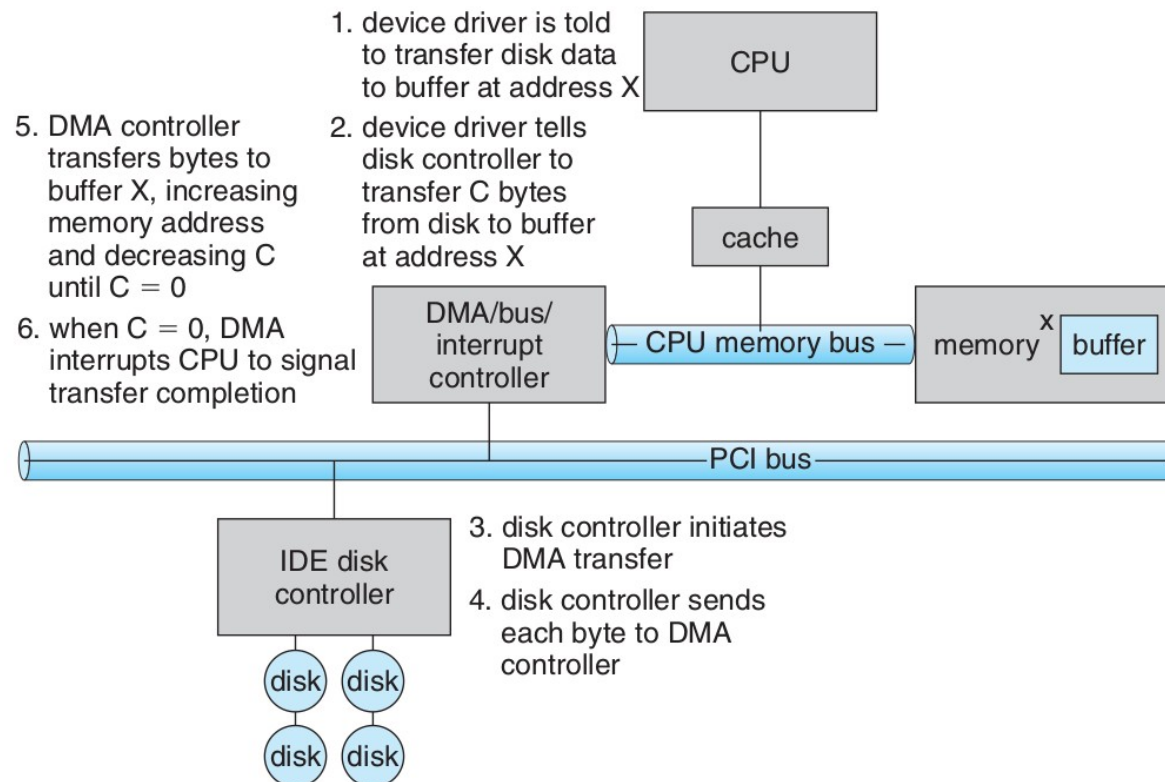 1. device driver is told
to transfer disk data
to buffer at address X
2. device driver tells
disk controller to
transfer C bytes
from disk to buffer
at address X
5. DMA controller
transfers bytes to
buffer X, increasing
memory address
and decreasing C
until C = 0
6. when C = 0, DMA
interrupts CPU to signal
transfer completion
CPU
cache
DMA/bus/
interrupt
controller
CPU memory bus
memory
x
buffer
PCI bus
IDE disk
controller
3. disk controller initiates
DMA transfer
4. disk controller sends
each byte to DMA
controller
disk
disk
disk
disk